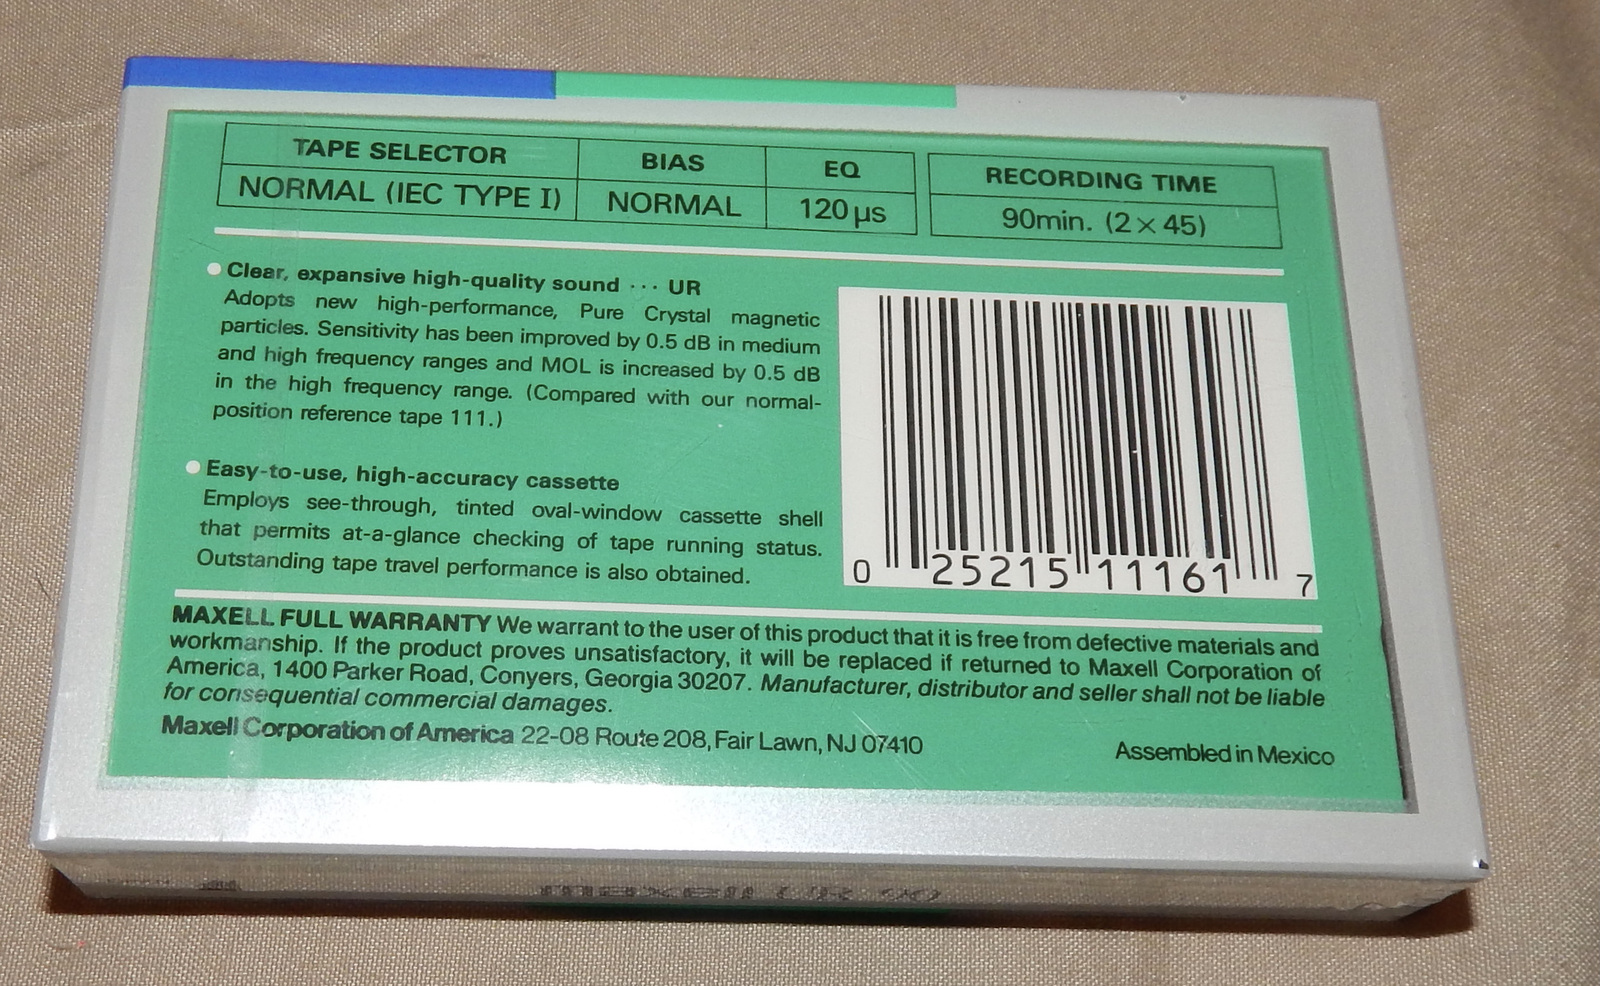 TAPE SELECTOR BIAS EQ RECORDING TIME
NORMAL (IEC TYPE I) NORMAL 120 µs 90min. (2 × 45)
● Clear, expansive high-quality sound ··· UR
Adopts new high-performance, Pure Crystal magnetic
particles. Sensitivity has been improved by 0.5 dB in medium
and high frequency ranges and MOL is increased by 0.5 dB
in the high frequency range. (Compared with our normal-
position reference tape 111.)
● Easy-to-use, high-accuracy cassette
Employs see-through, tinted oval-window cassette shell
that permits at-a-glance checking of tape running status.
Outstanding tape travel performance is also obtained.
0 25215 11161 7
MAXELL FULL WARRANTY We warrant to the user of this product that it is free from defective materials and
workmanship. If the product proves unsatisfactory, it will be replaced if returned to Maxell Corporation of
America, 1400 Parker Road, Conyers, Georgia 30207. Manufacturer, distributor and seller shall not be liable
for consequential commercial damages.
Maxell Corporation of America 22-08 Route 208, Fair Lawn, NJ 07410
Assembled in Mexico
maxell UR 90